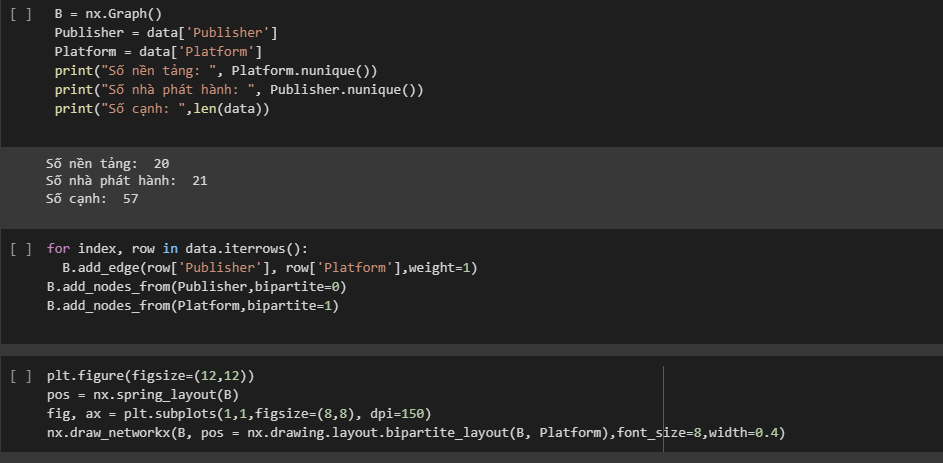 [ ] B = nx.Graph()
Publisher = data['Publisher']
Platform = data['Platform']
print("Số nền tảng: ", Platform.nunique())
print("Số nhà phát hành: ", Publisher.nunique())
print("Số cạnh: ",len(data))
Số nền tảng:  20
Số nhà phát hành:  21
Số cạnh:  57
[ ] for index, row in data.iterrows():
B.add_edge(row['Publisher'], row['Platform'],weight=1)
B.add_nodes_from(Publisher,bipartite=0)
B.add_nodes_from(Platform,bipartite=1)
[ ] plt.figure(figsize=(12,12))
pos = nx.spring_layout(B)
fig, ax = plt.subplots(1,1,figsize=(8,8), dpi=150)
nx.draw_networkx(B, pos = nx.drawing.layout.bipartite_layout(B, Platform),font_size=8,width=0.4)